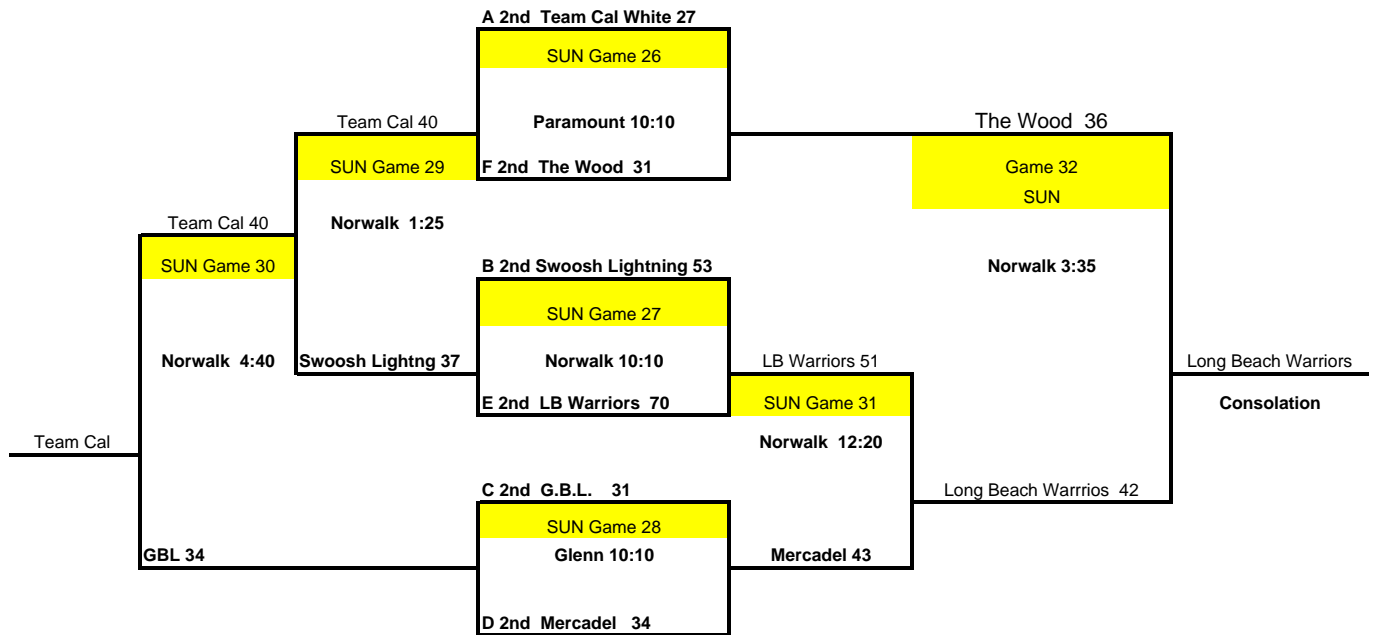 A 2nd  Team Cal White 27
SUN Game 26
Team Cal 40
Paramount 10:10
The Wood  36
SUN Game 29
F 2nd  The Wood  31
Game 32
SUN
Team Cal 40
Norwalk  1:25
SUN Game 30
B 2nd Swoosh Lightning 53
Norwalk 3:35
SUN Game 27
Norwalk  4:40
Swoosh Lightng 37
Norwalk 10:10
LB Warriors 51
Long Beach Warriors
E 2nd  LB Warriors  70
SUN Game 31
Consolation
Team Cal
Norwalk  12:20
C 2nd  G.B.L.   31
Long Beach Warrrios  42
SUN Game 28
GBL 34
Glenn 10:10
Mercadel 43
D 2nd  Mercadel   34